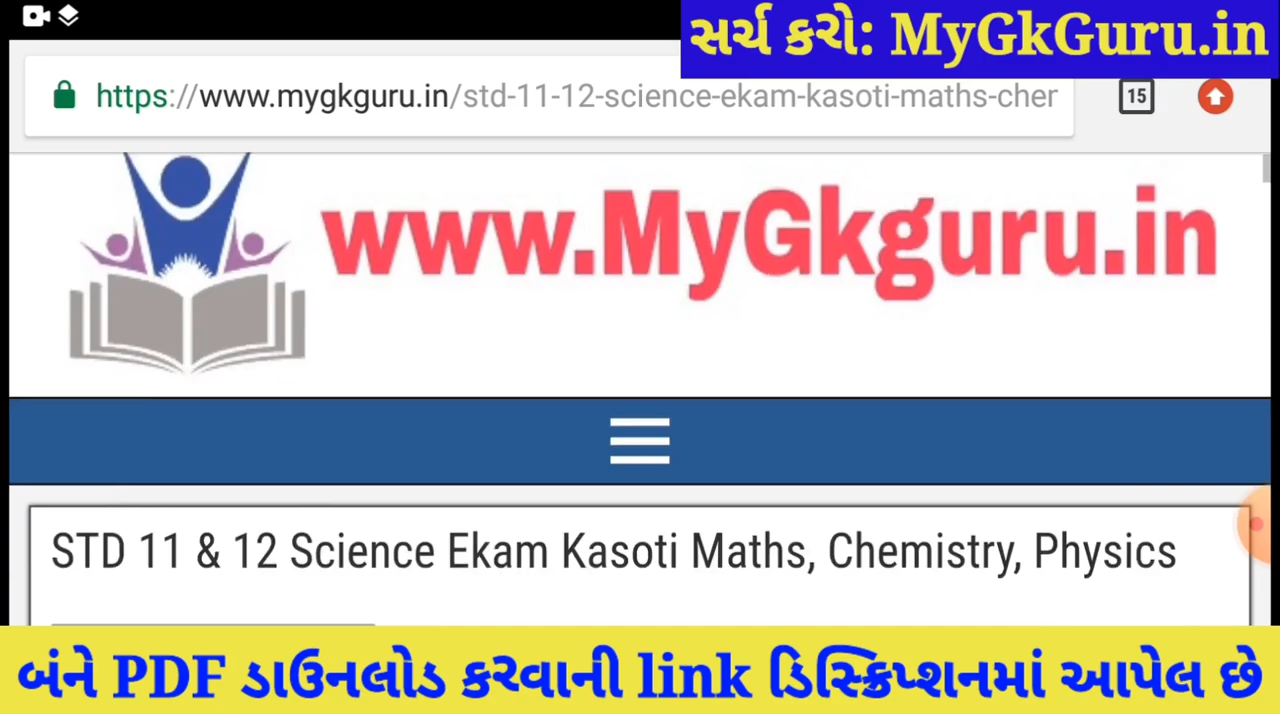 સર્ચ કરો: MyGkGuru.in
https://www.mygkguru.in/std-11-12-science-ekam-kasoti-maths-cher
15
www.MyGkguru.in
STD 11 & 12 Science Ekam Kasoti Maths, Chemistry, Physics
બંને PDF ડાઉનલોડ કરવાની link ડિસ્ક્રિપ્શનમાં આપેલ છે